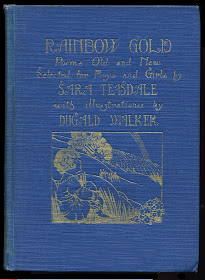 RAINBOW GOLD
Poems Old and New
Selected for Boys and Girls by
SARA TEASDALE
with illustrations by
DUGALD WALKER